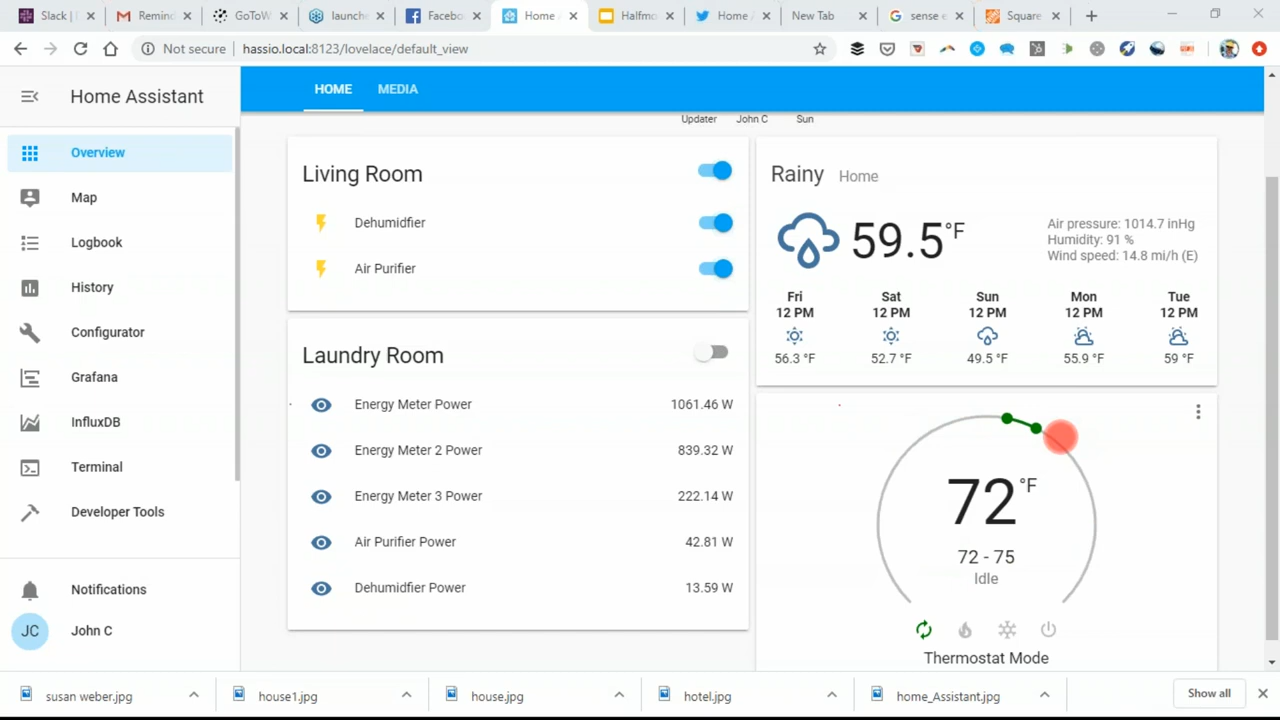 Slack |
Remind
GoToW
launche
Faceboo
Home A
Halfmo
Home /
New Tab
sense e
Square
Not secure
hassio.local:8123/lovelace/default_view
Home Assistant
HOME
MEDIA
Updater
John C
Sun
Overview
Map
Logbook
History
Configurator
Grafana
InfluxDB
Terminal
Developer Tools
Notifications
JC
John C
Living Room
Dehumidfier
Air Purifier
Laundry Room
Energy Meter Power 1061.46 W
Energy Meter 2 Power 839.32 W
Energy Meter 3 Power 222.14 W
Air Purifier Power 42.81 W
Dehumidfier Power 13.59 W
Rainy Home
59.5 °F
Air pressure: 1014.7 inHg
Humidity: 91 %
Wind speed: 14.8 mi/h (E)
Fri Sat Sun Mon Tue
12 PM 12 PM 12 PM 12 PM 12 PM
56.3 °F 52.7 °F 49.5 °F 55.9 °F 59 °F
72 °F
72 - 75
Idle
Thermostat Mode
susan weber.jpg
house1.jpg
house.jpg
hotel.jpg
home_Assistant.jpg
Show all